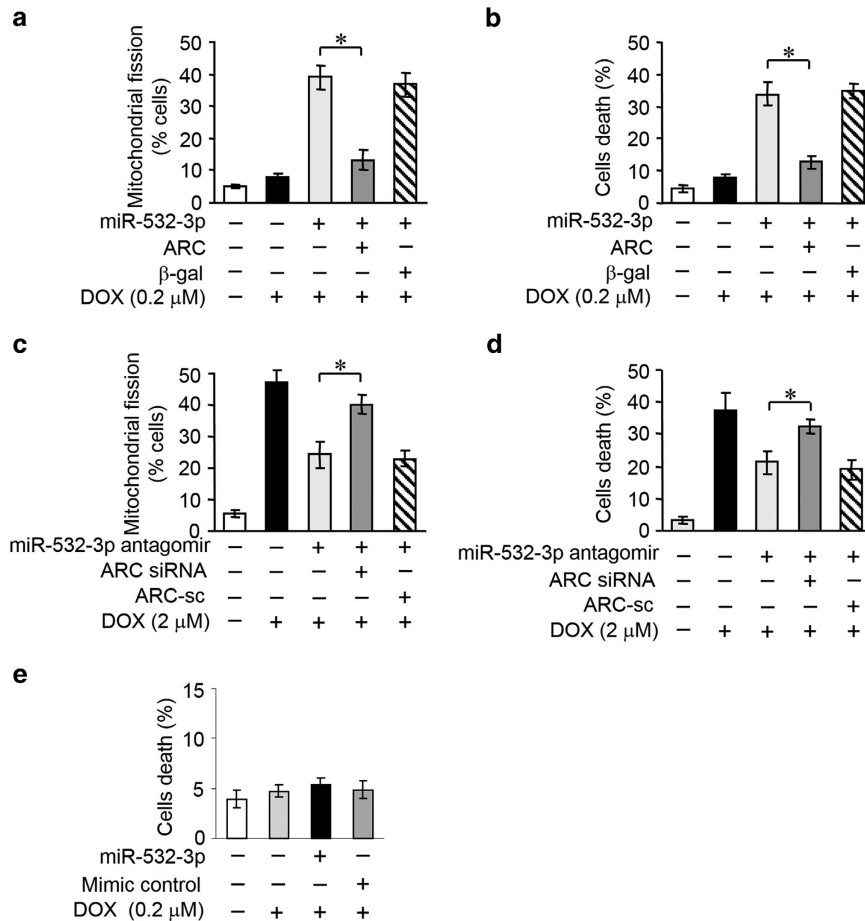 a
Mitochondrial fission
(% cells)
50
40
30
20
10
0
*
miR-532-3p – – + + +
ARC – – – + –
β-gal – – – – +
DOX (0.2 μM) – + + + +
b
Cells death (%)
50
40
30
20
10
0
*
miR-532-3p – – + + +
ARC – – – + –
β-gal – – – – +
DOX (0.2 μM) – + + + +
c
Mitochondrial fission
(% cells)
50
40
30
20
10
0
*
miR-532-3p antagomir – – + + +
ARC siRNA – – – + –
ARC-sc – – – – +
DOX (2 μM) – + + + +
d
Cells death (%)
50
40
30
20
10
0
*
miR-532-3p antagomir – – + + +
ARC siRNA – – – + –
ARC-sc – – – – +
DOX (2 μM) – + + + +
e
Cells death (%)
15
10
5
0
miR-532-3p – – + –
Mimic control – – – +
DOX (0.2 μM) – + + +